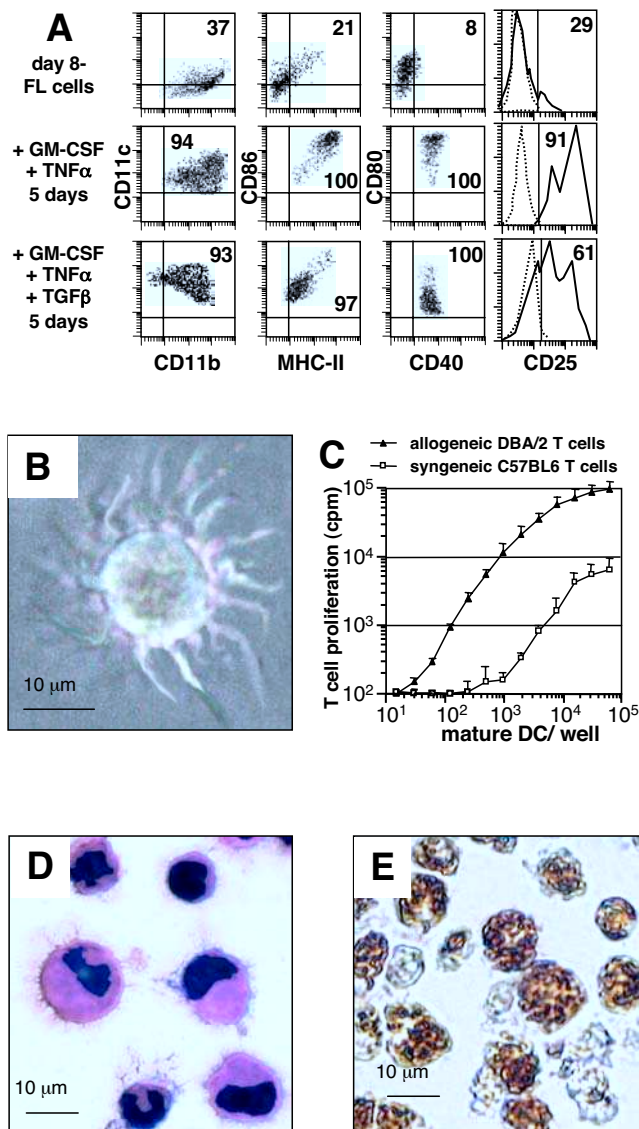 A
day 8-
FL cells
37
21
8
29
+ GM-CSF
+ TNFα
5 days
CD11c
94
CD86
100
CD80
100
91
+ GM-CSF
+ TNFα
+ TGFβ
5 days
93
97
100
61
CD11b
MHC-II
CD40
CD25
B
10 μm
C
allogeneic DBA/2 T cells
syngeneic C57BL6 T cells
T cell proliferation (cpm)
10⁵
10⁴
10³
10²
10¹
10²
10³
10⁴
10⁵
mature DC/ well
D
10 μm
E
10 μm